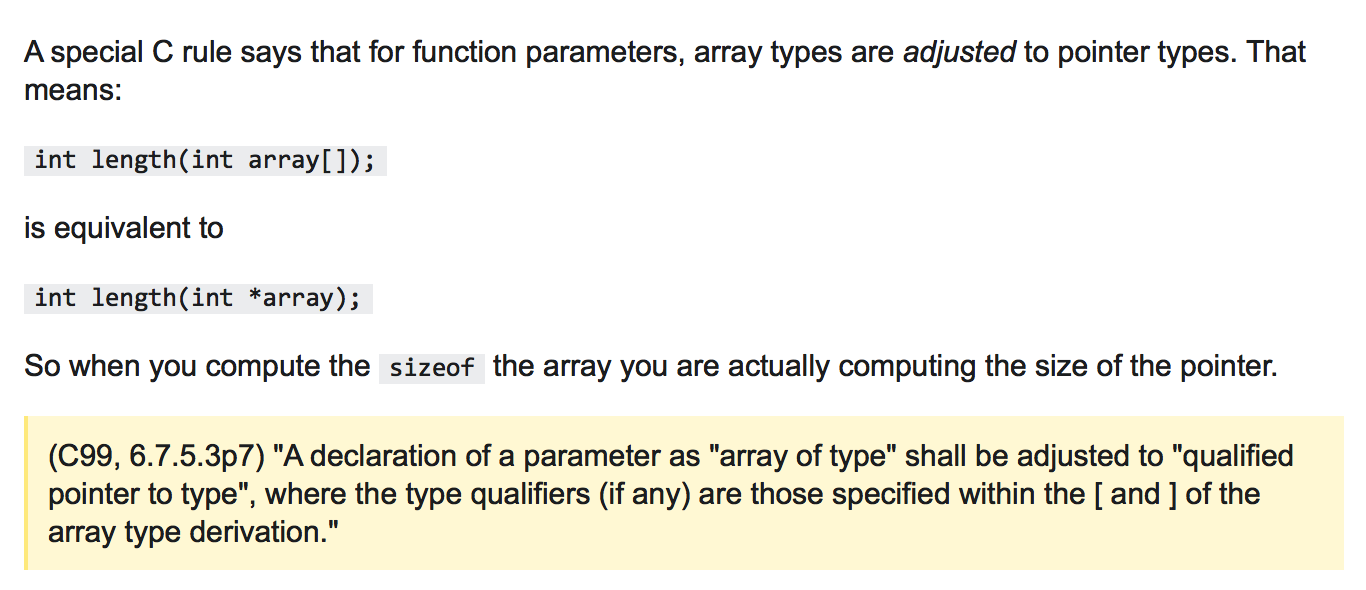 A special C rule says that for function parameters, array types are adjusted to pointer types. That
means:
int length(int array[]);
is equivalent to
int length(int *array);
So when you compute the sizeof the array you are actually computing the size of the pointer.
(C99, 6.7.5.3p7) "A declaration of a parameter as "array of type" shall be adjusted to "qualified
pointer to type", where the type qualifiers (if any) are those specified within the [ and ] of the
array type derivation."